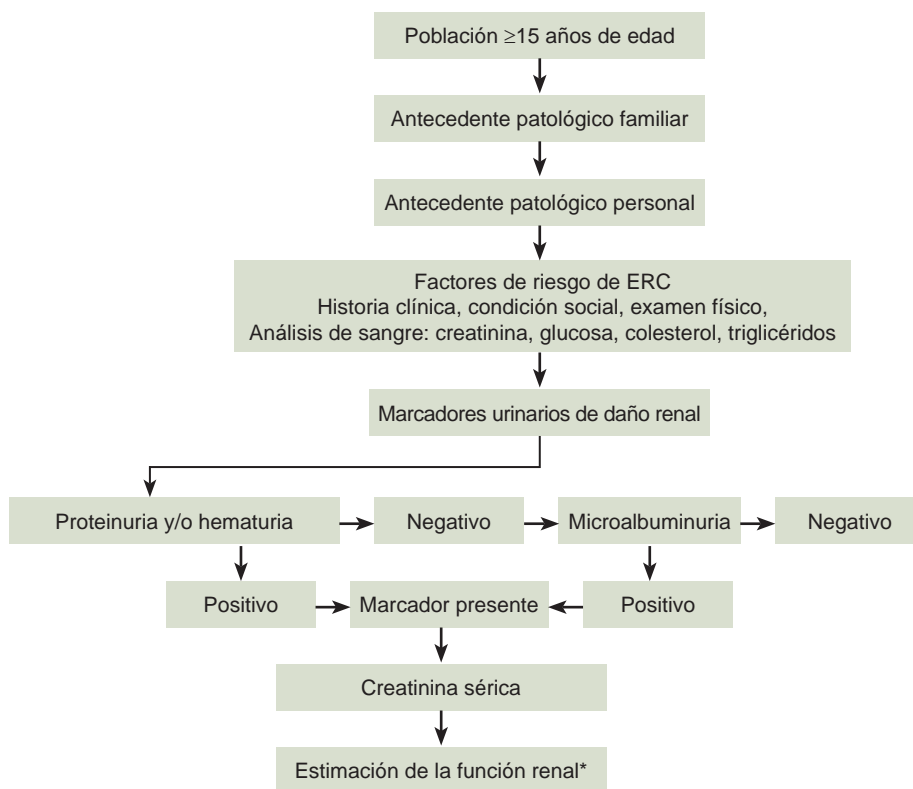 Población ≥15 años de edad
Antecedente patológico familiar
Antecedente patológico personal
Factores de riesgo de ERC
Historia clínica, condición social, examen físico,
Análisis de sangre: creatinina, glucosa, colesterol, triglicéridos
Marcadores urinarios de daño renal
Proteinuria y/o hematuria
Negativo
Microalbuminuria
Negativo
Positivo
Marcador presente
Positivo
Creatinina sérica
Estimación de la función renal*